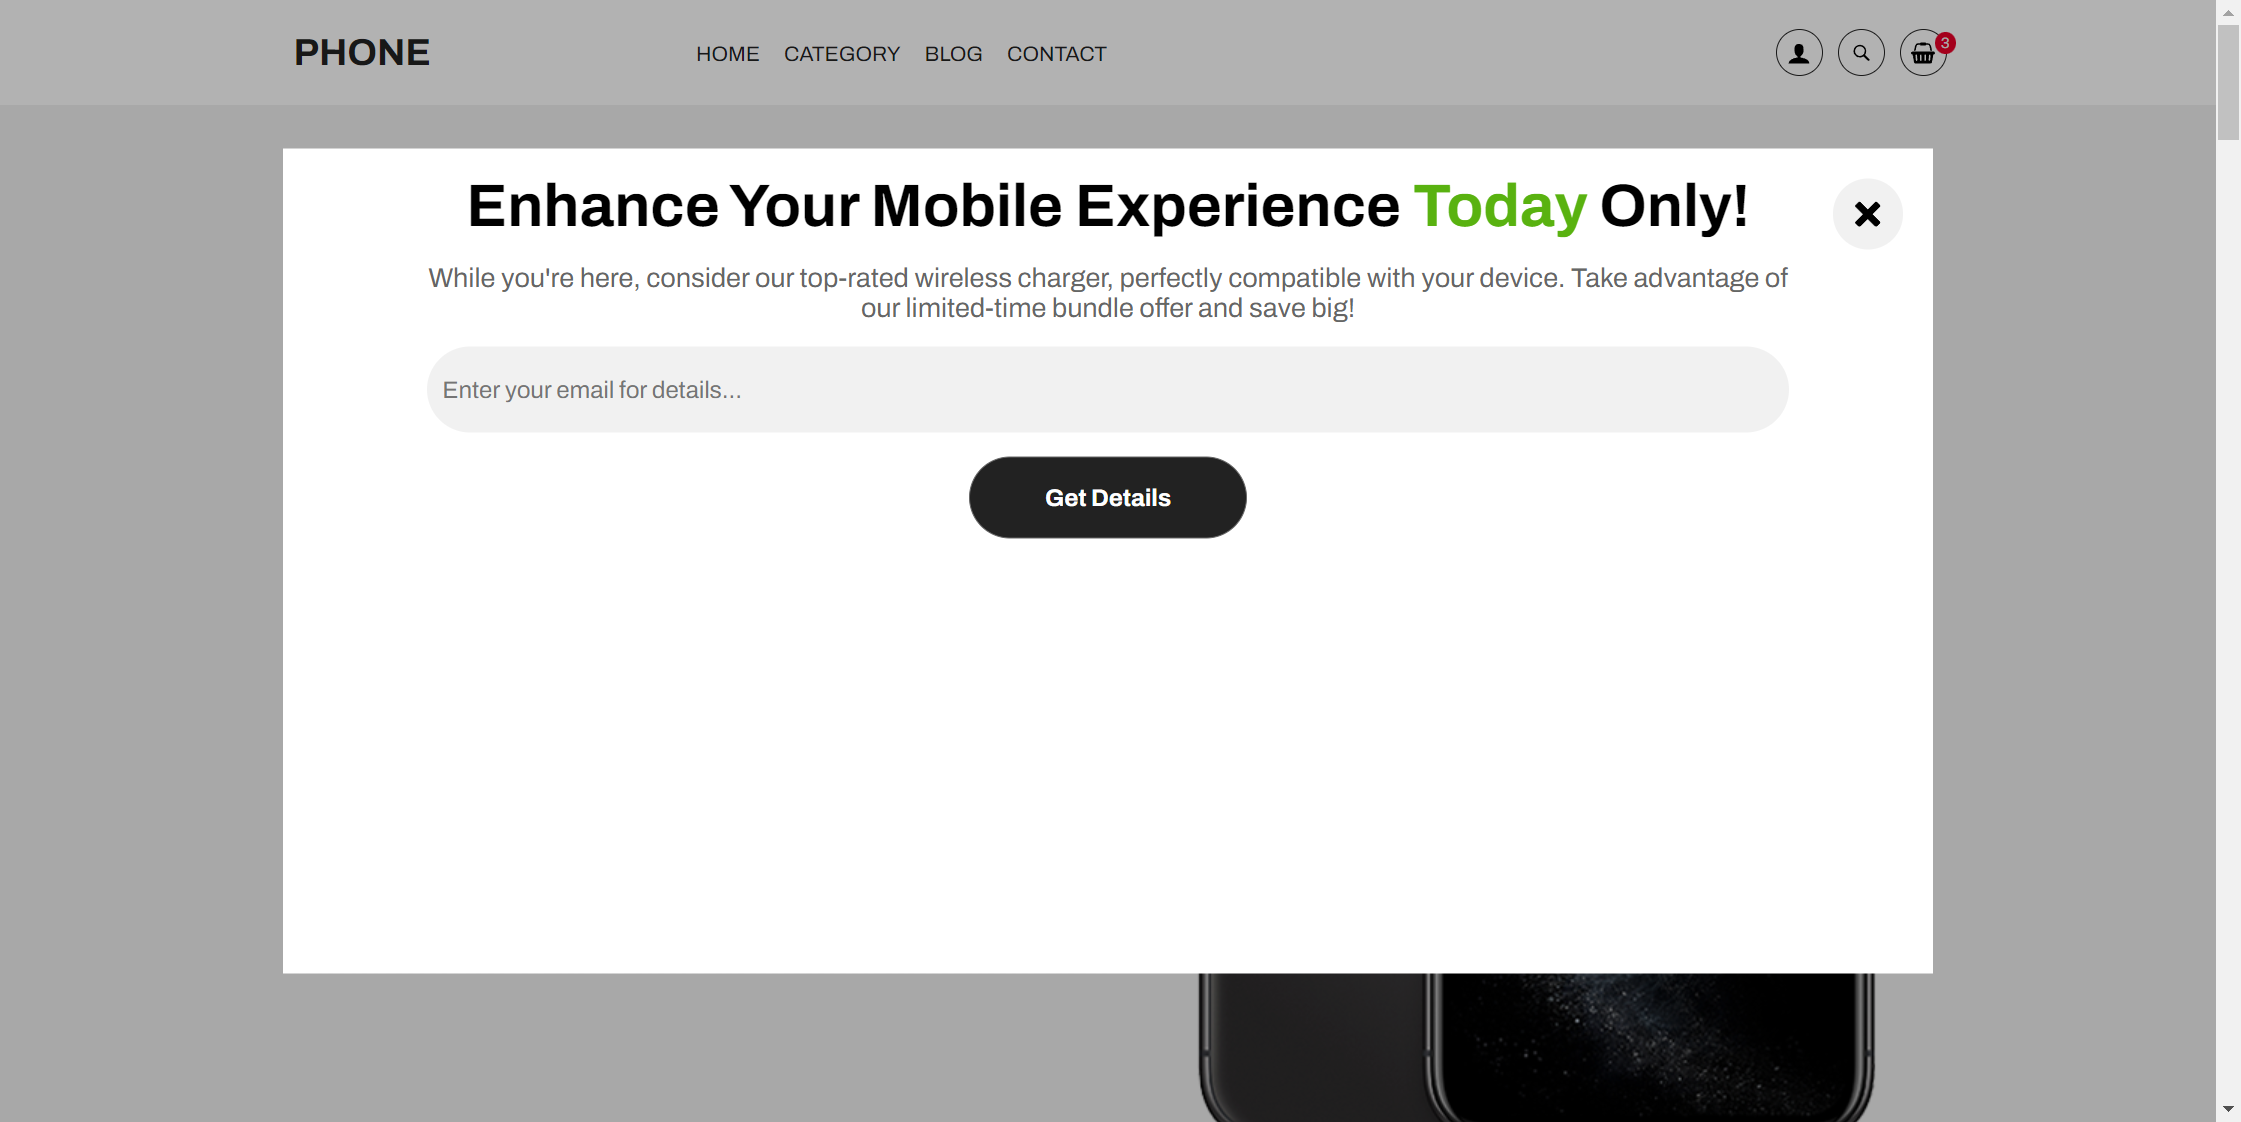 PHONE
HOME CATEGORY BLOG CONTACT
3
Enhance Your Mobile Experience Today Only!
While you're here, consider our top-rated wireless charger, perfectly compatible with your device. Take advantage of
our limited-time bundle offer and save big!
Enter your email for details...
Get Details